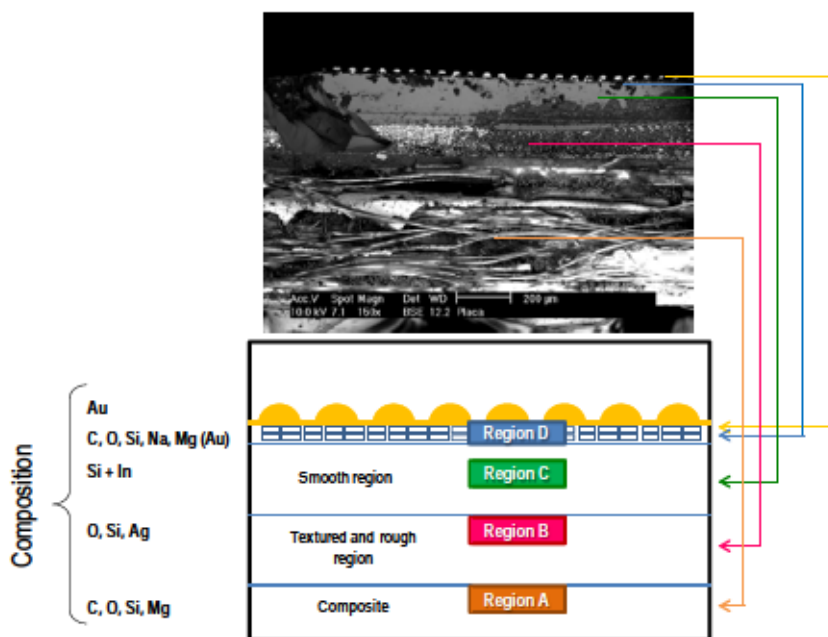 Acc.V Spot Magn Det WD 200 μm
10.0 kV 7.1 150x BSE 12.2 Placa
Composition
Au
C, O, Si, Na, Mg (Au)
Region D
Si + In
Smooth region
Region C
O, Si, Ag
Textured and rough
region
Region B
C, O, Si, Mg
Composite
Region A